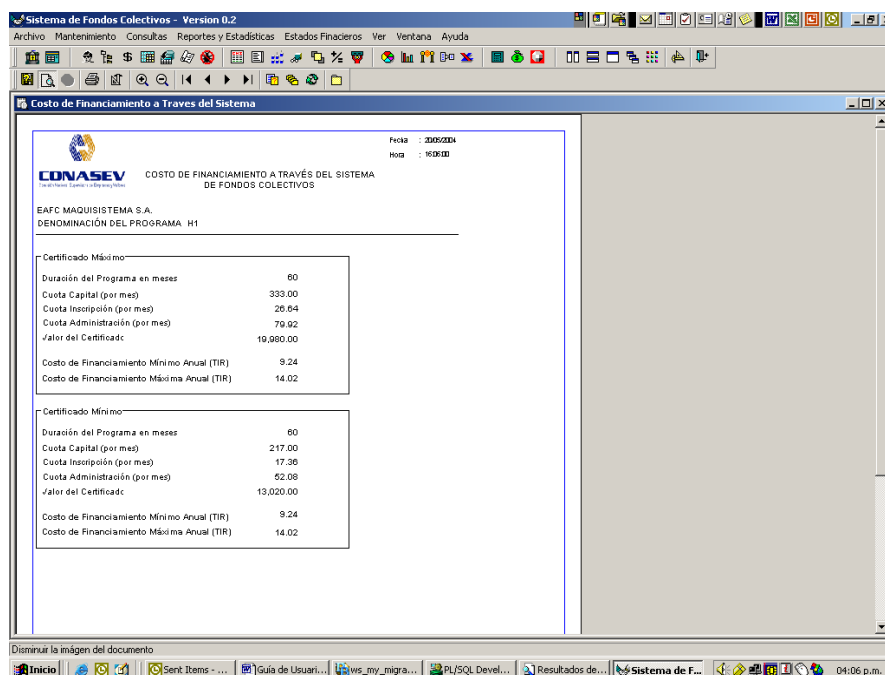 Sistema de Fondos Colectivos - Version 0.2
Archivo Mantenimiento Consultas Reportes y Estadísticas Estados Finacieros Ver Ventana Ayuda
Costo de Financiamiento a Traves del Sistema
Fecha : 20/05/2004
Hora : 16:06:00
CONASEV
COSTO DE FINANCIAMIENTO A TRAVÉS DEL SISTEMA
DE FONDOS COLECTIVOS
EAFC MAQUISISTEMA S.A.
DENOMINACIÓN DEL PROGRAMA H1
Certificado Máximo
Duración del Programa en meses 60
Cuota Capital (por mes) 333.00
Cuota Inscripción (por mes) 26.64
Cuota Administración (por mes) 79.92
Valor del Certificado 19,980.00
Costo de Financiamiento Mínimo Anual (TIR) 9.24
Costo de Financiamiento Máxima Anual (TIR) 14.02
Certificado Mínimo
Duración del Programa en meses 60
Cuota Capital (por mes) 217.00
Cuota Inscripción (por mes) 17.36
Cuota Administración (por mes) 52.08
Valor del Certificado 13,020.00
Costo de Financiamiento Mínimo Anual (TIR) 9.24
Costo de Financiamiento Máxima Anual (TIR) 14.02
Disminuir la imágen del documento
Inicio Sent Items - ... Guía de Usuari... ws_my_migra... PL/SQL Devel... Resultados de... Sistema de F... 04:06 p.m.